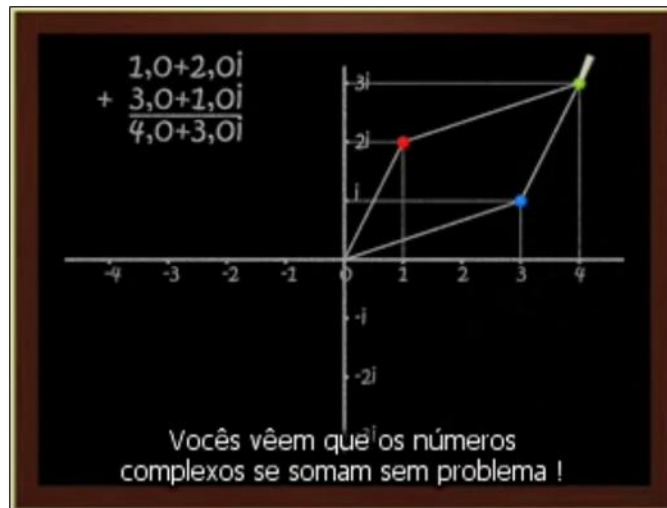 1,0+2,0i
+ 3,0+1,0i
4,0+3,0i
3i
2i
i
-4 -3 -2 -1 0 1 2 3 4
-i
-2i
Vocês vêem que os números
complexos se somam sem problema !